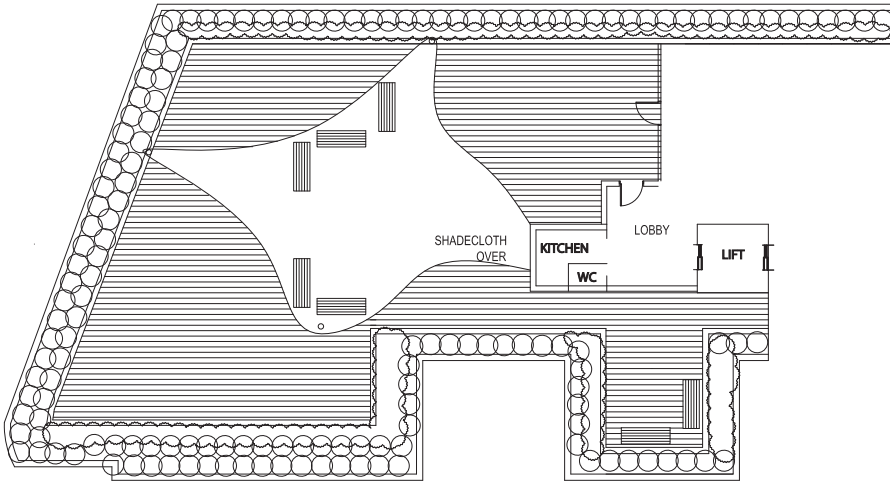 LOBBY
SHADECLOTH
OVER
KITCHEN
LIFT
WC